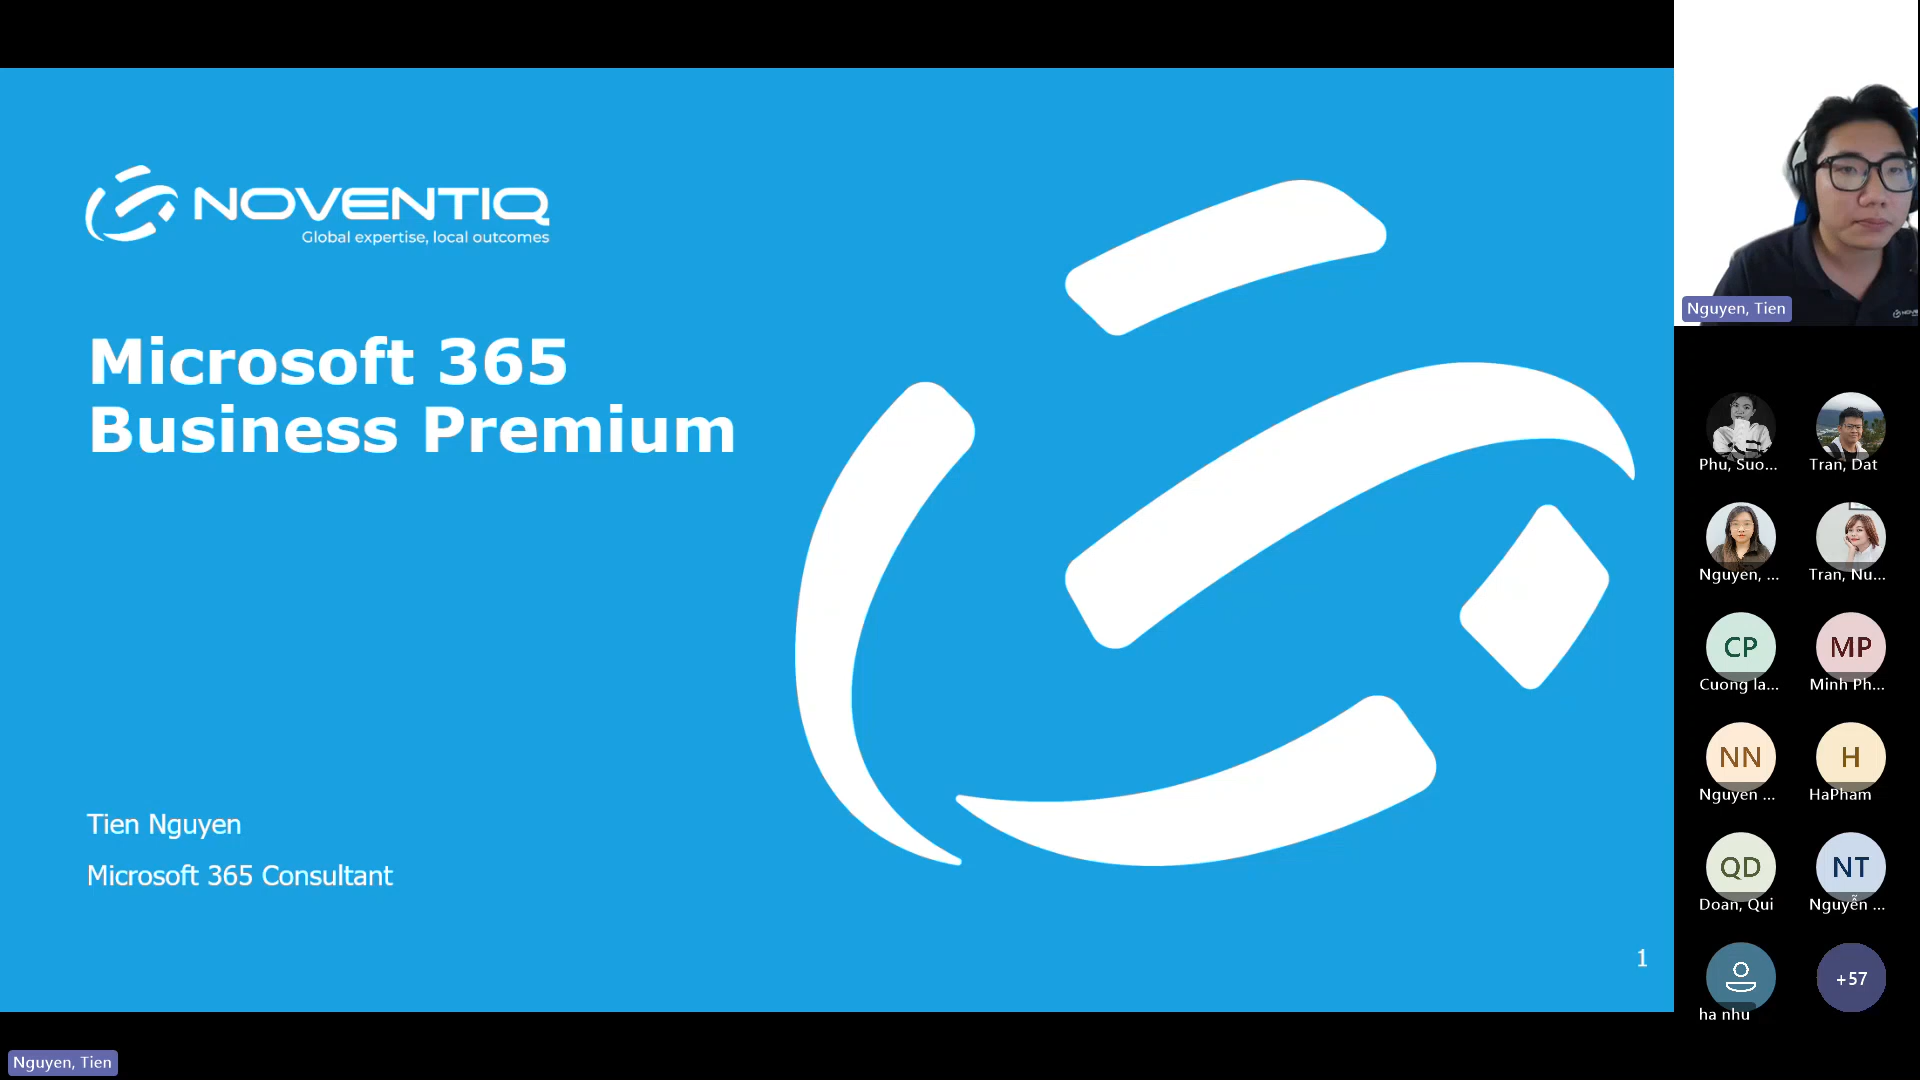 NOVENTIQ
Global expertise, local outcomes
Microsoft 365
Business Premium
Tien Nguyen
Microsoft 365 Consultant
1
Nguyen, Tien
Phu, Suo...
Tran, Dat
Nguyen, ...
Tran, Nu...
CP
MP
Cuong la...
Minh Ph...
NN
H
Nguyen ...
HaPham
QD
NT
Doan, Qui
Nguyễn ...
+57
ha nhu
Nguyen, Tien